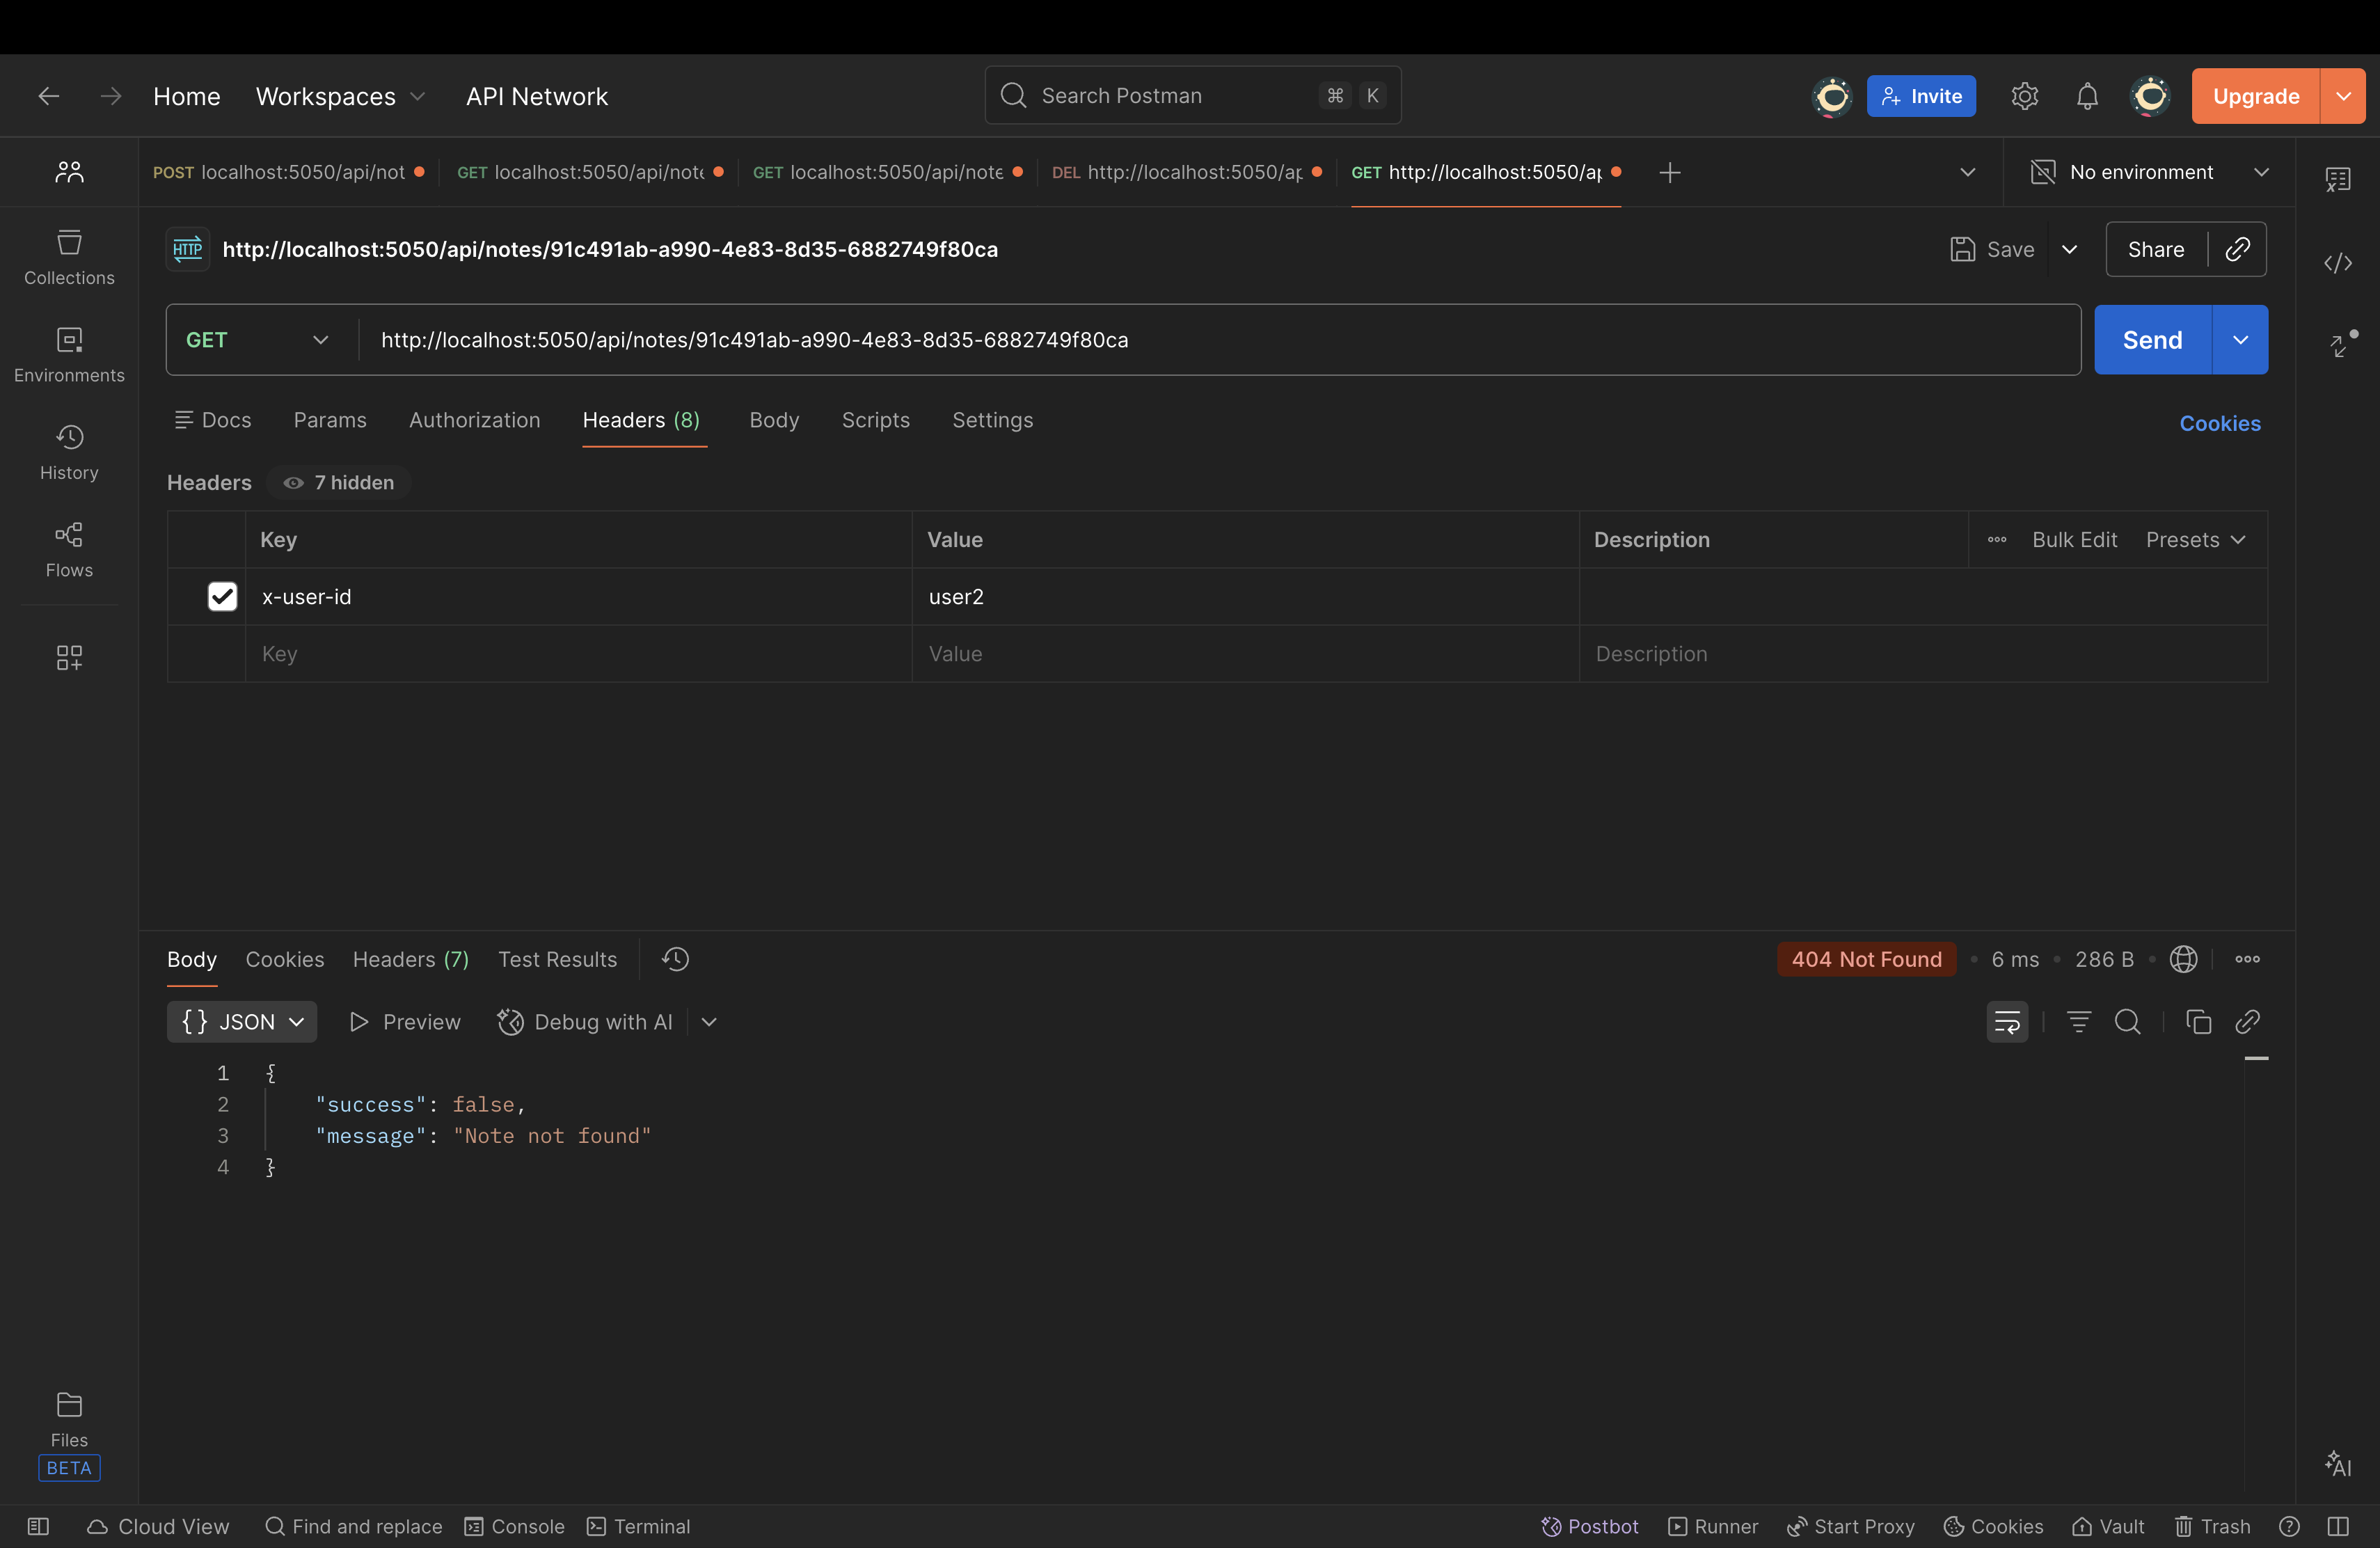 Home Workspaces API Network Search Postman ⌘ K Invite Upgrade
POST localhost:5050/api/not GET localhost:5050/api/note GET localhost:5050/api/note DEL http://localhost:5050/ap GET http://localhost:5050/ap No environment
Collections
Environments
History
Flows
Files
BETA
HTTP http://localhost:5050/api/notes/91c491ab-a990-4e83-8d35-6882749f80ca Save Share
GET http://localhost:5050/api/notes/91c491ab-a990-4e83-8d35-6882749f80ca Send
Docs Params Authorization Headers (8) Body Scripts Settings Cookies
Headers 7 hidden
Key Value Description Bulk Edit Presets
x-user-id user2
Key Value Description
Body Cookies Headers (7) Test Results 404 Not Found • 6 ms • 286 B •
{} JSON Preview Debug with AI
1 {
2 "success": false,
3 "message": "Note not found"
4 }
AI
Cloud View Find and replace Console Terminal Postbot Runner Start Proxy Cookies Vault Trash